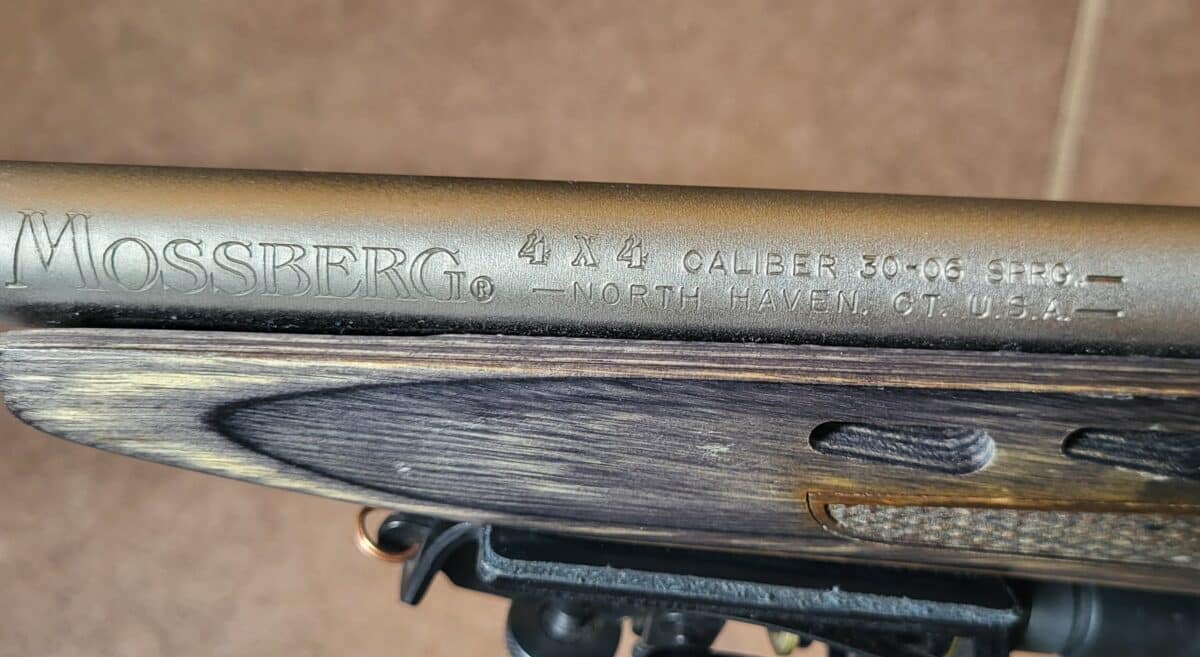 MOSSBERG® 4 X 4 CALIBER 30-06 SPRG.—
—NORTH HAVEN, CT. U.S.A.—